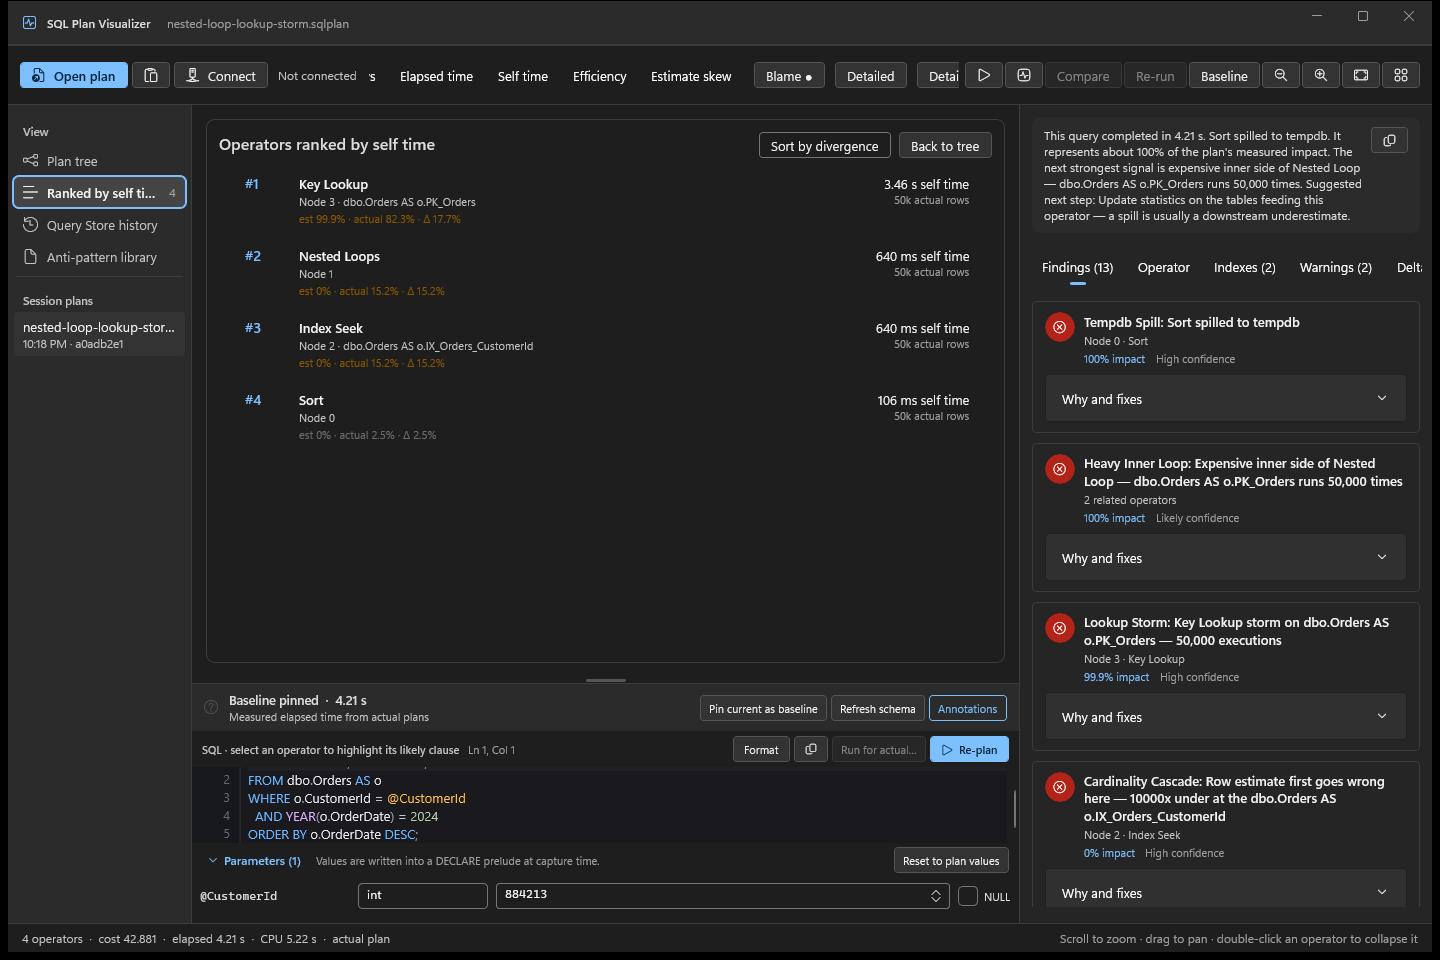 SQL Plan Visualizer nested-loop-lookup-storm.sqlplan
Open plan Connect Not connected s Elapsed time Self time Efficiency Estimate skew Blame ● Detailed Detai Compare Re-run Baseline
View
Plan tree
Ranked by self ti... 4
Query Store history
Anti-pattern library
Session plans
nested-loop-lookup-stor...
10:18 PM · a0adb2e1
Operators ranked by self time Sort by divergence Back to tree
#1 Key Lookup 3.46 s self time
Node 3 · dbo.Orders AS o.PK_Orders 50k actual rows
est 99.9% · actual 82.3% · Δ 17.7%
#2 Nested Loops 640 ms self time
Node 1 50k actual rows
est 0% · actual 15.2% · Δ 15.2%
#3 Index Seek 640 ms self time
Node 2 · dbo.Orders AS o.IX_Orders_CustomerId 50k actual rows
est 0% · actual 15.2% · Δ 15.2%
#4 Sort 106 ms self time
Node 0 50k actual rows
est 0% · actual 2.5% · Δ 2.5%
Baseline pinned · 4.21 s
Measured elapsed time from actual plans
Pin current as baseline Refresh schema Annotations
SQL · select an operator to highlight its likely clause Ln 1, Col 1 Format Run for actual... Re-plan
2 FROM dbo.Orders AS o
3 WHERE o.CustomerId = @CustomerId
4 AND YEAR(o.OrderDate) = 2024
5 ORDER BY o.OrderDate DESC;
Parameters (1) Values are written into a DECLARE prelude at capture time. Reset to plan values
@CustomerId int 884213 NULL
This query completed in 4.21 s. Sort spilled to tempdb. It
represents about 100% of the plan's measured impact. The
next strongest signal is expensive inner side of Nested Loop
— dbo.Orders AS o.PK_Orders runs 50,000 times. Suggested
next step: Update statistics on the tables feeding this
operator — a spill is usually a downstream underestimate.
Findings (13) Operator Indexes (2) Warnings (2) Delta
Tempdb Spill: Sort spilled to tempdb
Node 0 · Sort
100% impact High confidence
Why and fixes
Heavy Inner Loop: Expensive inner side of Nested
Loop — dbo.Orders AS o.PK_Orders runs 50,000 times
2 related operators
100% impact Likely confidence
Why and fixes
Lookup Storm: Key Lookup storm on dbo.Orders AS
o.PK_Orders — 50,000 executions
Node 3 · Key Lookup
99.9% impact High confidence
Why and fixes
Cardinality Cascade: Row estimate first goes wrong
here — 10000x under at the dbo.Orders AS
o.IX_Orders_CustomerId
Node 2 · Index Seek
0% impact High confidence
Why and fixes
4 operators · cost 42.881 · elapsed 4.21 s · CPU 5.22 s · actual plan
Scroll to zoom · drag to pan · double-click an operator to collapse it